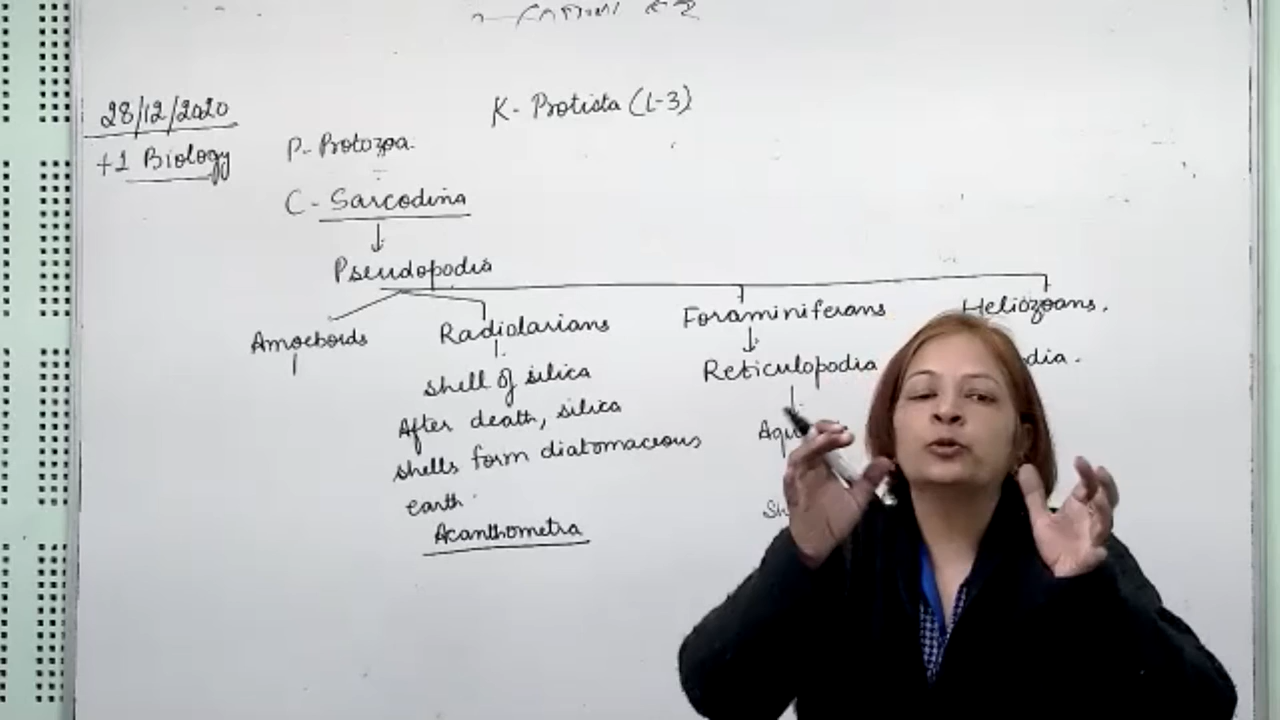 28/12/2020
+1 Biology
K- Protista (L-3)
P- Protozoa
C- Sarcodina
Pseudopodia
Amoeboids
Radiolarians
Foraminiferans
Heliozoans.
shell of silica
After death, silica
shells form diatomaceous
earth.
Acanthometra
Reticulopodia